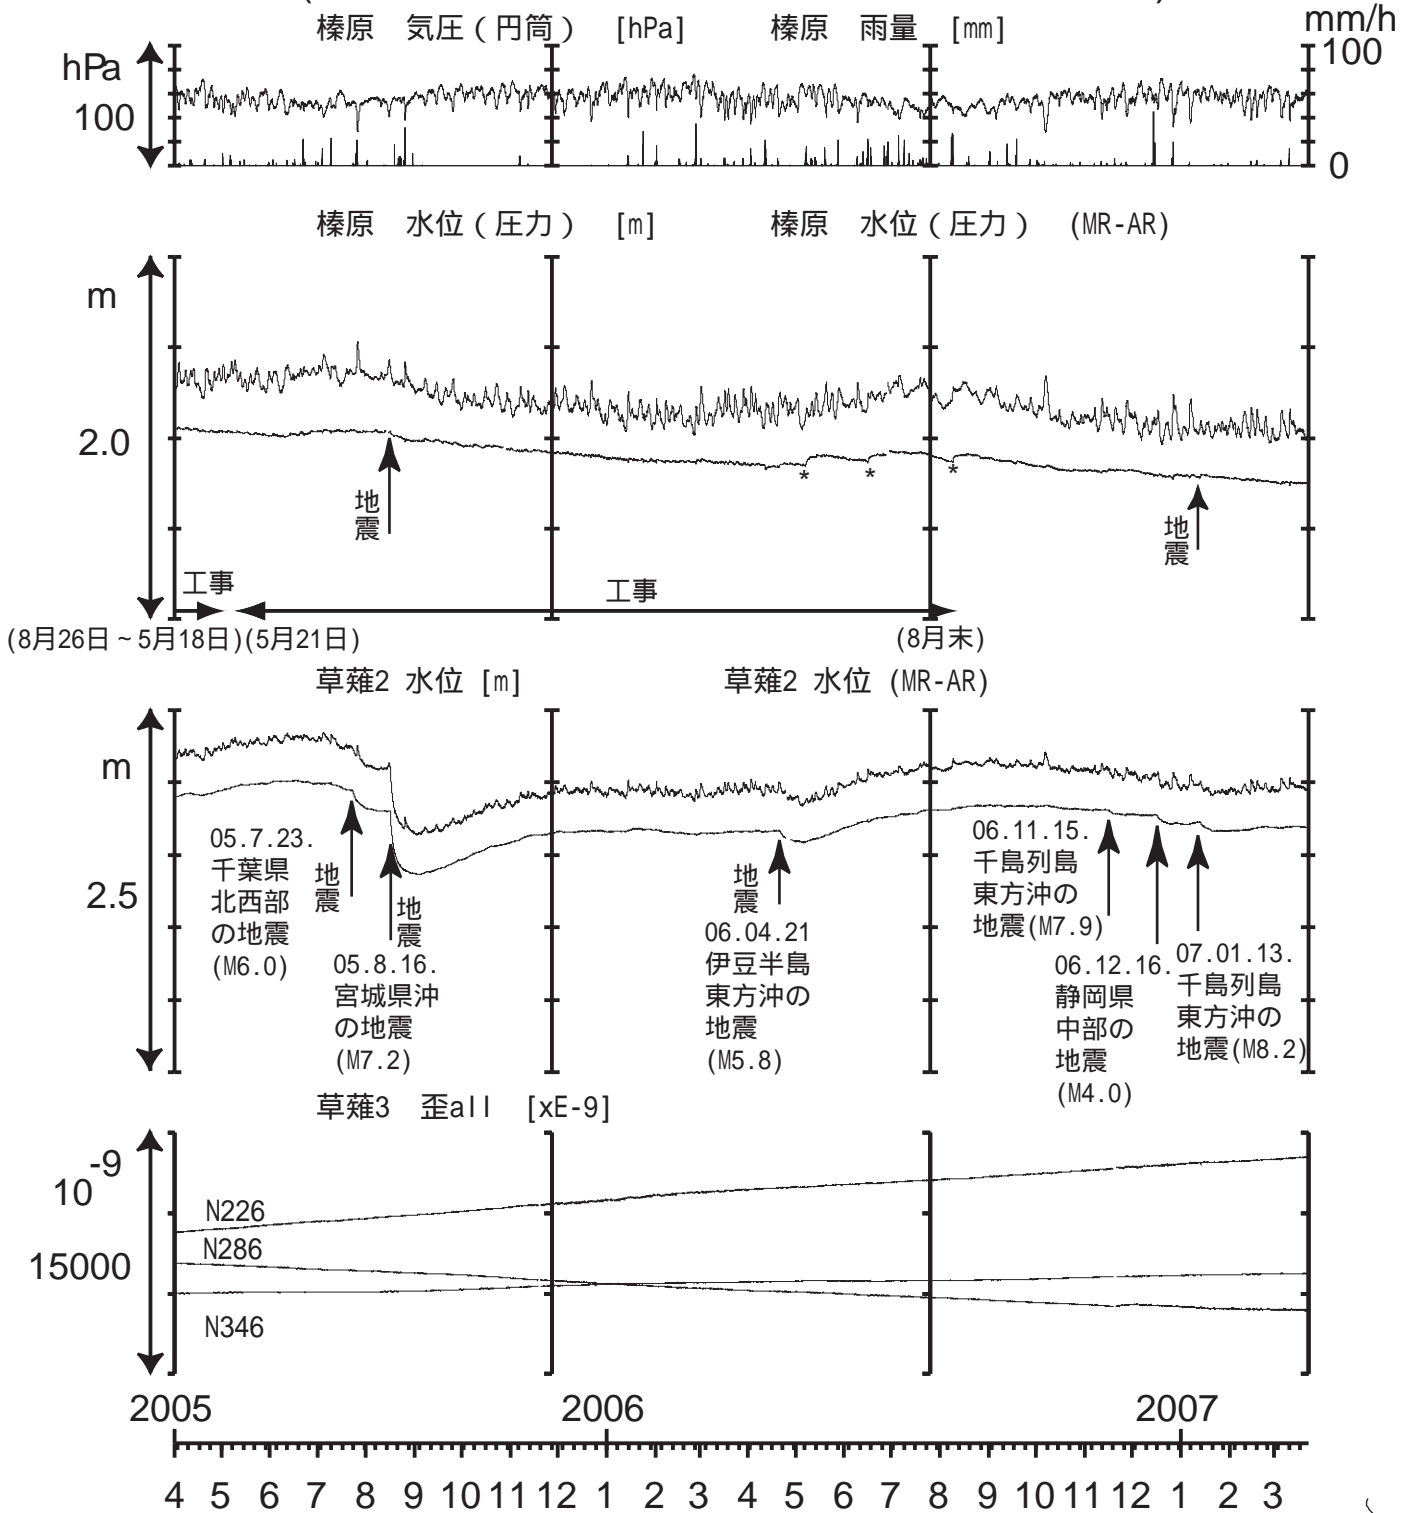 榛原 気圧(円筒) [hPa] 榛原 雨量 [mm]
mm/h
hPa
100
100
0
榛原 水位(圧力) [m] 榛原 水位(圧力) (MR-AR)
m
2.0
地震
* * *
地震
工事
工事
(8月26日~5月18日)(5月21日)
(8月末)
草薙2 水位 [m] 草薙2 水位 (MR-AR)
m
2.5
05.7.23.
千葉県
北西部
の地震
(M6.0)
地震
地震
05.8.16.
宮城県沖
の地震
(M7.2)
地震
06.04.21
伊豆半島
東方沖の
地震
(M5.8)
06.11.15.
千島列島
東方沖の
地震(M7.9)
06.12.16.
静岡県
中部の
地震
(M4.0)
07.01.13.
千島列島
東方沖の
地震(M8.2)
草薙3 歪all [xE-9]
10-9
15000
N226
N286
N346
2005 2006 2007
4 5 6 7 8 9 10 11 12 1 2 3 4 5 6 7 8 9 10 11 12 1 2 3